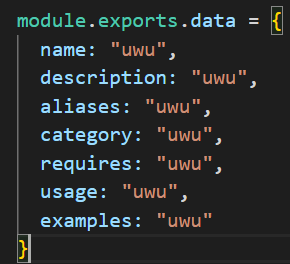 module.exports.data = {
name: "uwu",
description: "uwu",
aliases: "uwu",
category: "uwu",
requires: "uwu",
usage: "uwu",
examples: "uwu"
}